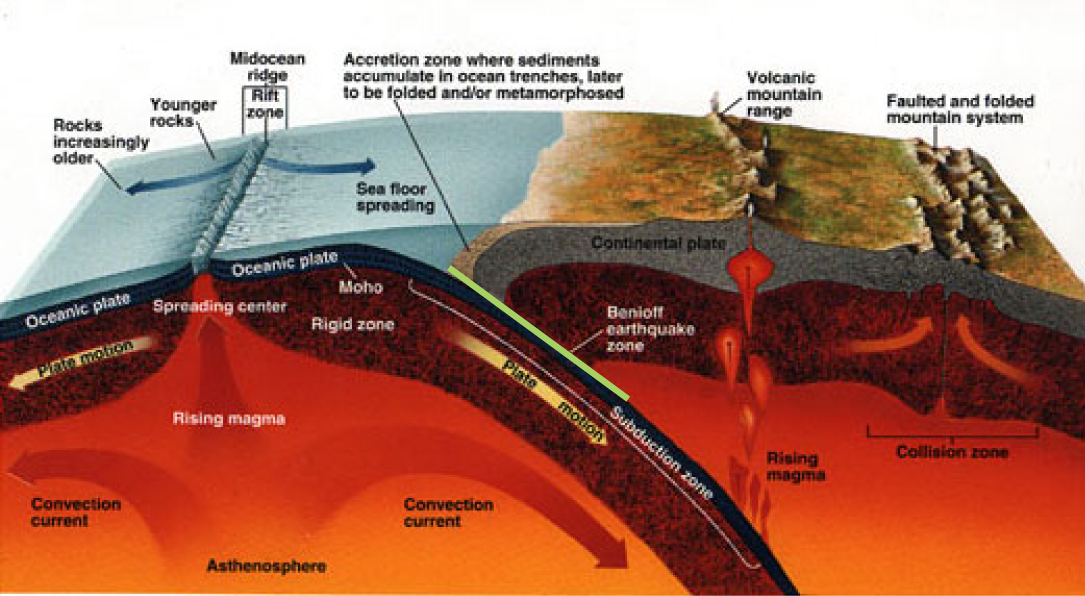 Midocean
ridge
Rift
zone
Accretion zone where sediments
accumulate in ocean trenches, later
to be folded and/or metamorphosed
Volcanic
mountain
range
Faulted and folded
mountain system
Younger
rocks
Rocks
increasingly
older
Sea floor
spreading
Continental plate
Oceanic plate
Moho
Oceanic plate
Spreading center
Rigid zone
Benioff
earthquake
zone
Plate motion
Plate motion
Rising magma
Subduction zone
Rising
magma
Collision zone
Convection
current
Convection
current
Asthenosphere